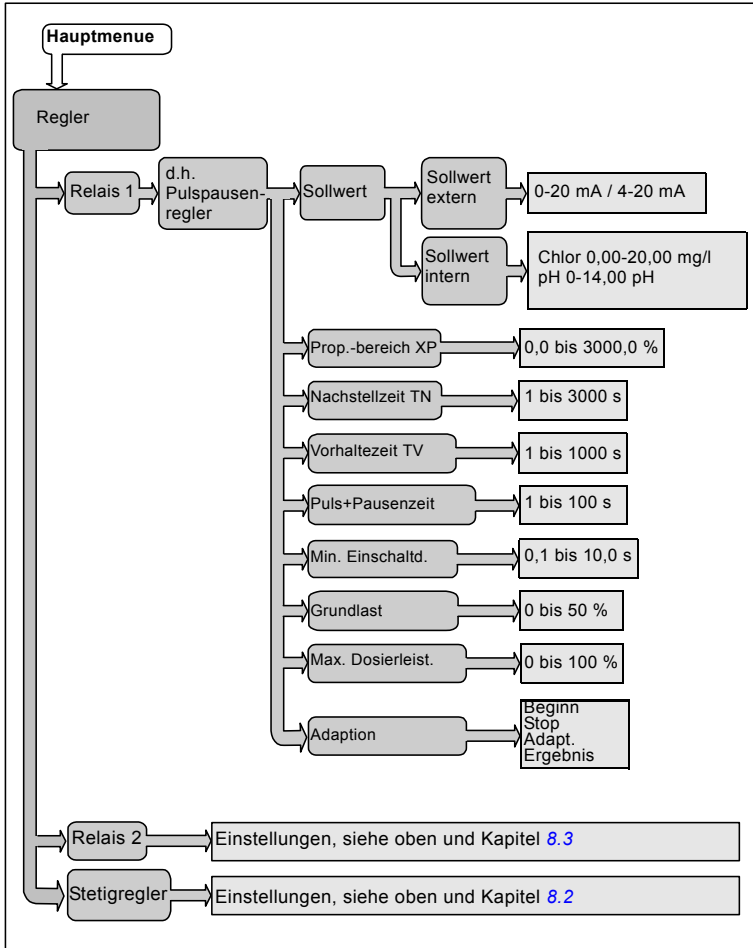 Hauptmenue
Regler
Relais 1
d.h.
Pulspausen-
regler
Sollwert
Sollwert
extern
0-20 mA / 4-20 mA
Sollwert
intern
Chlor 0,00-20,00 mg/l
pH 0-14,00 pH
Prop.-bereich XP
0,0 bis 3000,0 %
Nachstellzeit TN
1 bis 3000 s
Vorhaltezeit TV
1 bis 1000 s
Puls+Pausenzeit
1 bis 100 s
Min. Einschaltd.
0,1 bis 10,0 s
Grundlast
0 bis 50 %
Max. Dosierleist.
0 bis 100 %
Adaption
Beginn
Stop
Adapt.
Ergebnis
Relais 2
Einstellungen, siehe oben und Kapitel 8.3
Stetigregler
Einstellungen, siehe oben und Kapitel 8.2